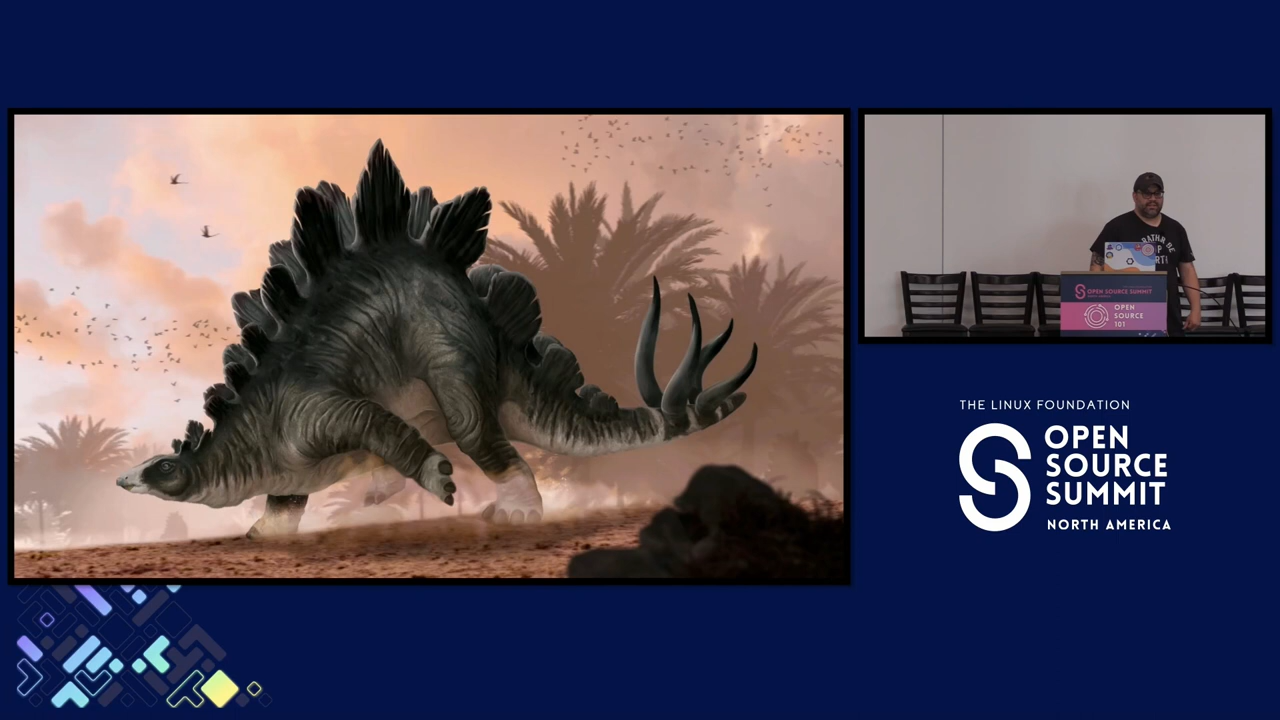 OPEN SOURCE SUMMIT
OPEN
SOURCE
101
THE LINUX FOUNDATION
OPEN
SOURCE
SUMMIT
NORTH AMERICA